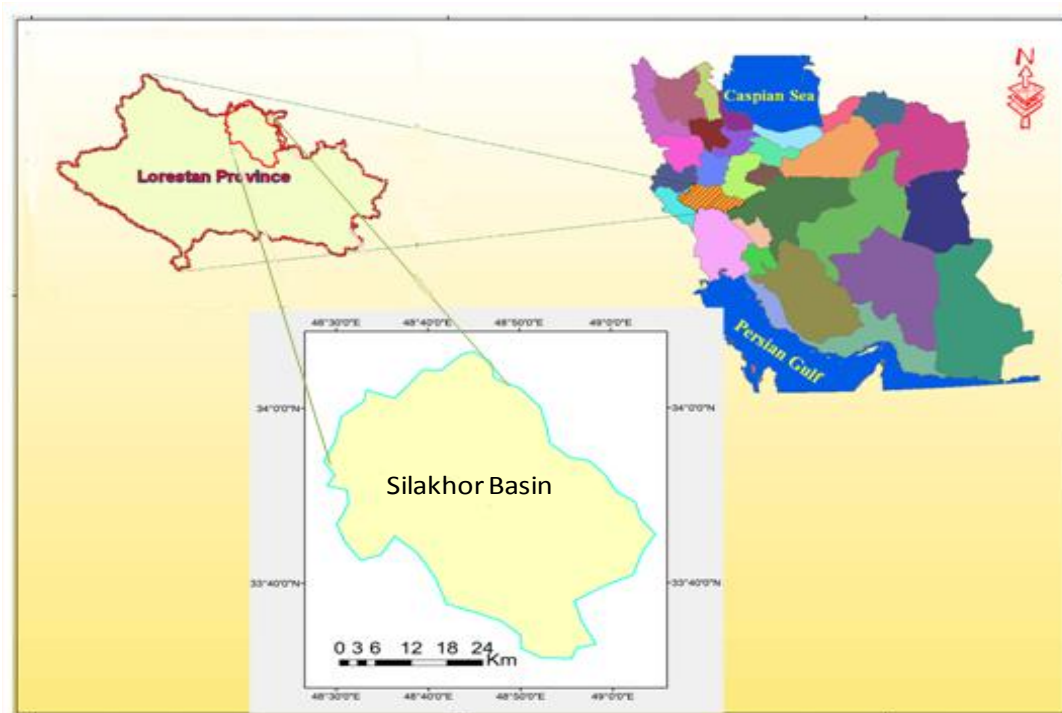 N
Caspian Sea
Lorestan Province
Persian Gulf
48°30'0"E 48°40'0"E 48°50'0"E 49°0'0"E
34°0'0"N 34°0'0"N
Silakhor Basin
33°40'0"N 33°40'0"N
0 3 6 12 18 24
Km
48°30'0"E 48°40'0"E 48°50'0"E 49°0'0"E